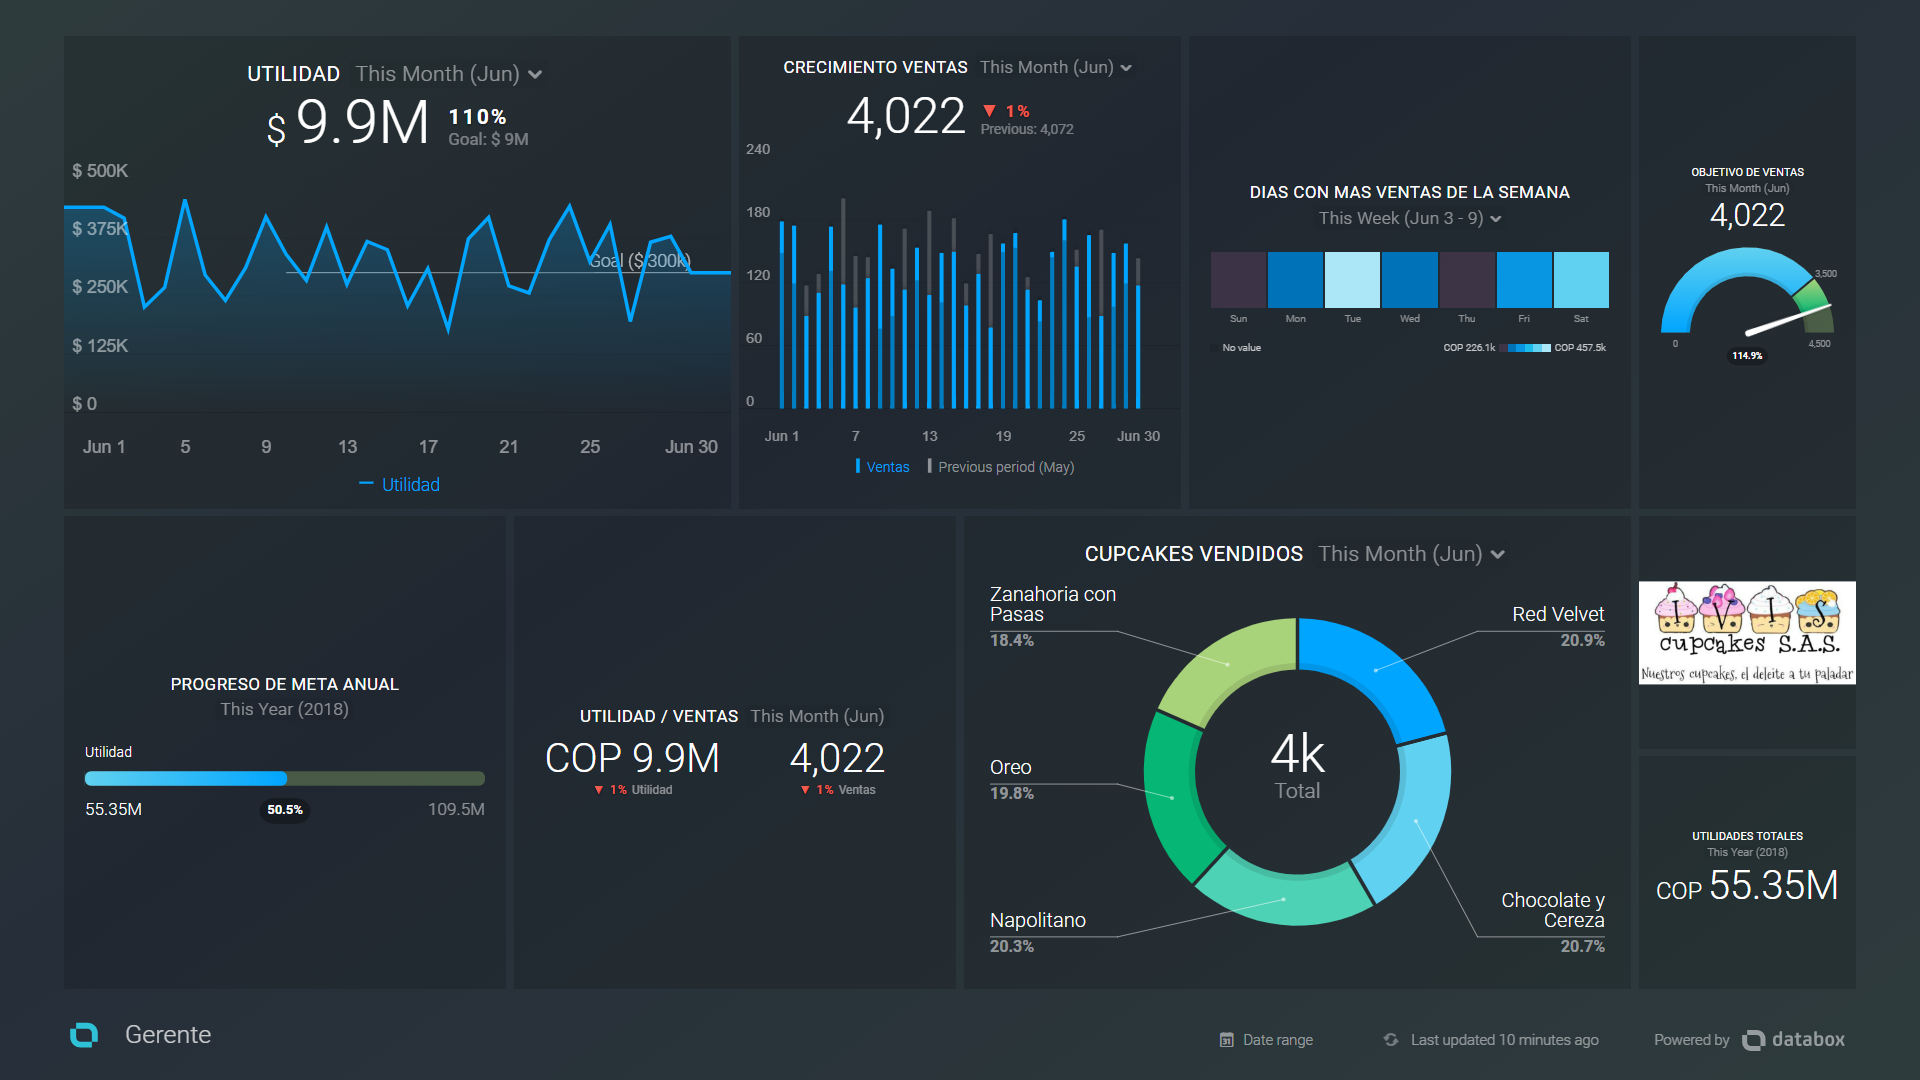 UTILIDAD This Month (Jun)
$ 9.9M 110%
Goal: $ 9M
$ 500K
$ 375K
Goal ($ 300k)
$ 250K
$ 125K
$ 0
Jun 1 5 9 13 17 21 25 Jun 30
Utilidad
CRECIMIENTO VENTAS This Month (Jun)
4,022 ▼ 1%
Previous: 4,072
240
180
120
60
0
Jun 1 7 13 19 25 Jun 30
Ventas Previous period (May)
DIAS CON MAS VENTAS DE LA SEMANA
This Week (Jun 3 - 9)
Sun Mon Tue Wed Thu Fri Sat
No value COP 226.1k COP 457.5k
OBJETIVO DE VENTAS
This Month (Jun)
4,022
3,500
0 4,500
114.9%
PROGRESO DE META ANUAL
This Year (2018)
Utilidad
55.35M 50.5% 109.5M
UTILIDAD / VENTAS This Month (Jun)
COP 9.9M 4,022
▼ 1% Utilidad ▼ 1% Ventas
CUPCAKES VENDIDOS This Month (Jun)
Zanahoria con
Pasas
18.4%
Red Velvet
20.9%
Oreo
19.8%
4k
Total
Napolitano
20.3%
Chocolate y
Cereza
20.7%
I V I S
cupcakes S.A.S.
Nuestros cupcakes, el deleite a tu paladar
UTILIDADES TOTALES
This Year (2018)
COP 55.35M
Gerente
31 Date range Last updated 10 minutes ago Powered by databox